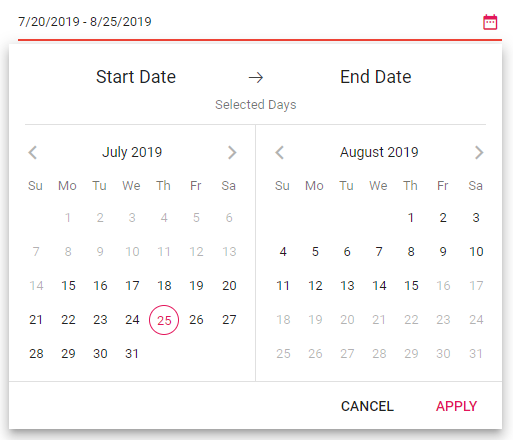 7/20/2019 - 8/25/2019
Start Date → End Date
Selected Days
July 2019
Su Mo Tu We Th Fr Sa
1 2 3 4 5 6
7 8 9 10 11 12 13
14 15 16 17 18 19 20
21 22 23 24 25 26 27
28 29 30 31
August 2019
Su Mo Tu We Th Fr Sa
1 2 3
4 5 6 7 8 9 10
11 12 13 14 15 16 17
18 19 20 21 22 23 24
25 26 27 28 29 30 31
CANCEL APPLY